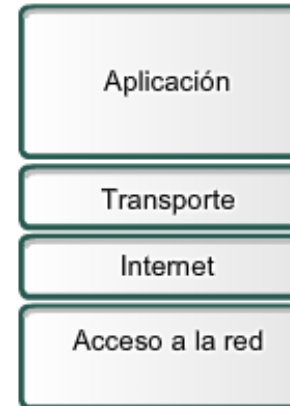 Aplicación
Transporte
Internet
Acceso a la red